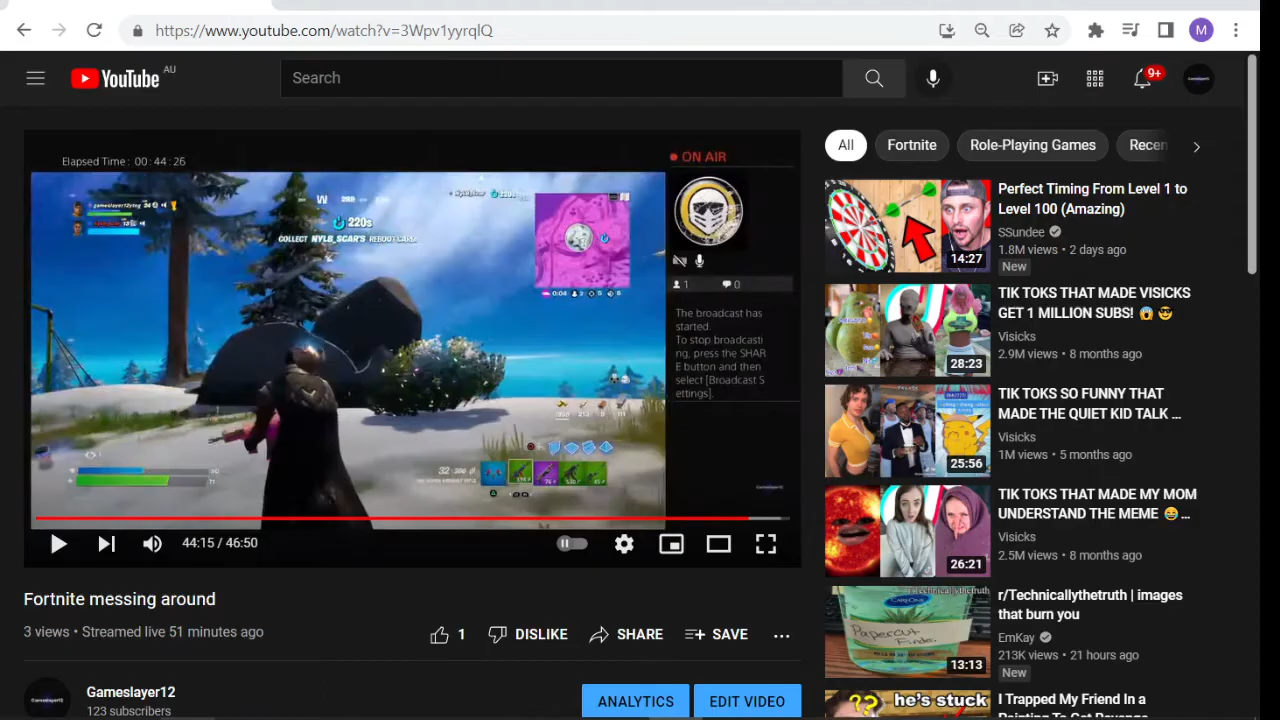 https://www.youtube.com/watch?v=3Wpv1yyrqlQ
M
YouTube AU
Search
9+
Elapsed Time : 00:44:26
ON AIR
220s
COLLECT NYLB_SCAR'S REBOOT CARD
1 0
The broadcast has
started.
To stop broadcasti
ng, press the SHAR
E button and then
select [Broadcast S
ettings].
44:15 / 46:50
Fortnite messing around
3 views • Streamed live 51 minutes ago
1 DISLIKE SHARE SAVE
Gameslayer12
123 subscribers
ANALYTICS EDIT VIDEO
All Fortnite Role-Playing Games Recen
14:27
Perfect Timing From Level 1 to
Level 100 (Amazing)
SSundee
1.8M views • 2 days ago
New
28:23
TIK TOKS THAT MADE VISICKS
GET 1 MILLION SUBS! 😱 😎
Visicks
2.9M views • 8 months ago
25:56
TIK TOKS SO FUNNY THAT
MADE THE QUIET KID TALK ...
Visicks
1M views • 5 months ago
26:21
TIK TOKS THAT MADE MY MOM
UNDERSTAND THE MEME 😂...
Visicks
2.5M views • 8 months ago
Papercut
Finder
13:13
r/Technicallythetruth | images
that burn you
EmKay
213K views • 21 hours ago
New
?? he's stuck
I Trapped My Friend In a